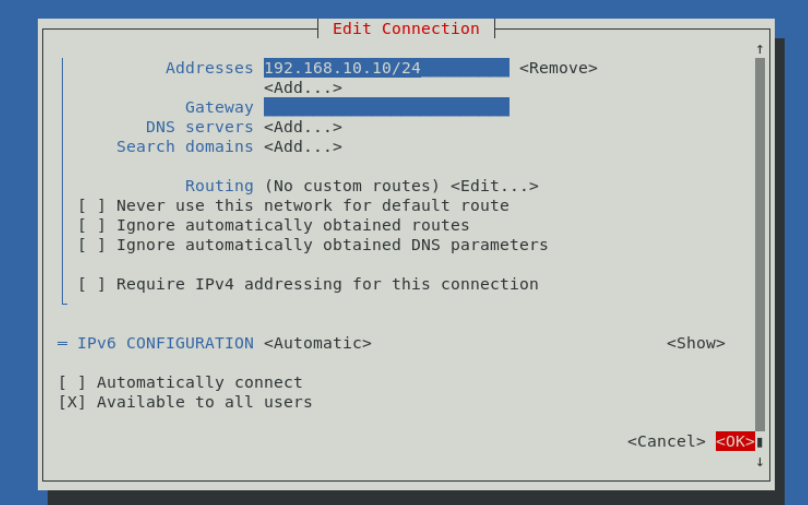 Edit Connection
↑
Addresses 192.168.10.10/24 <Remove>
<Add...>
Gateway
DNS servers <Add...>
Search domains <Add...>
Routing (No custom routes) <Edit...>
[ ] Never use this network for default route
[ ] Ignore automatically obtained routes
[ ] Ignore automatically obtained DNS parameters
[ ] Require IPv4 addressing for this connection
= IPv6 CONFIGURATION <Automatic> <Show>
[ ] Automatically connect
[X] Available to all users
<Cancel> <OK>
↓